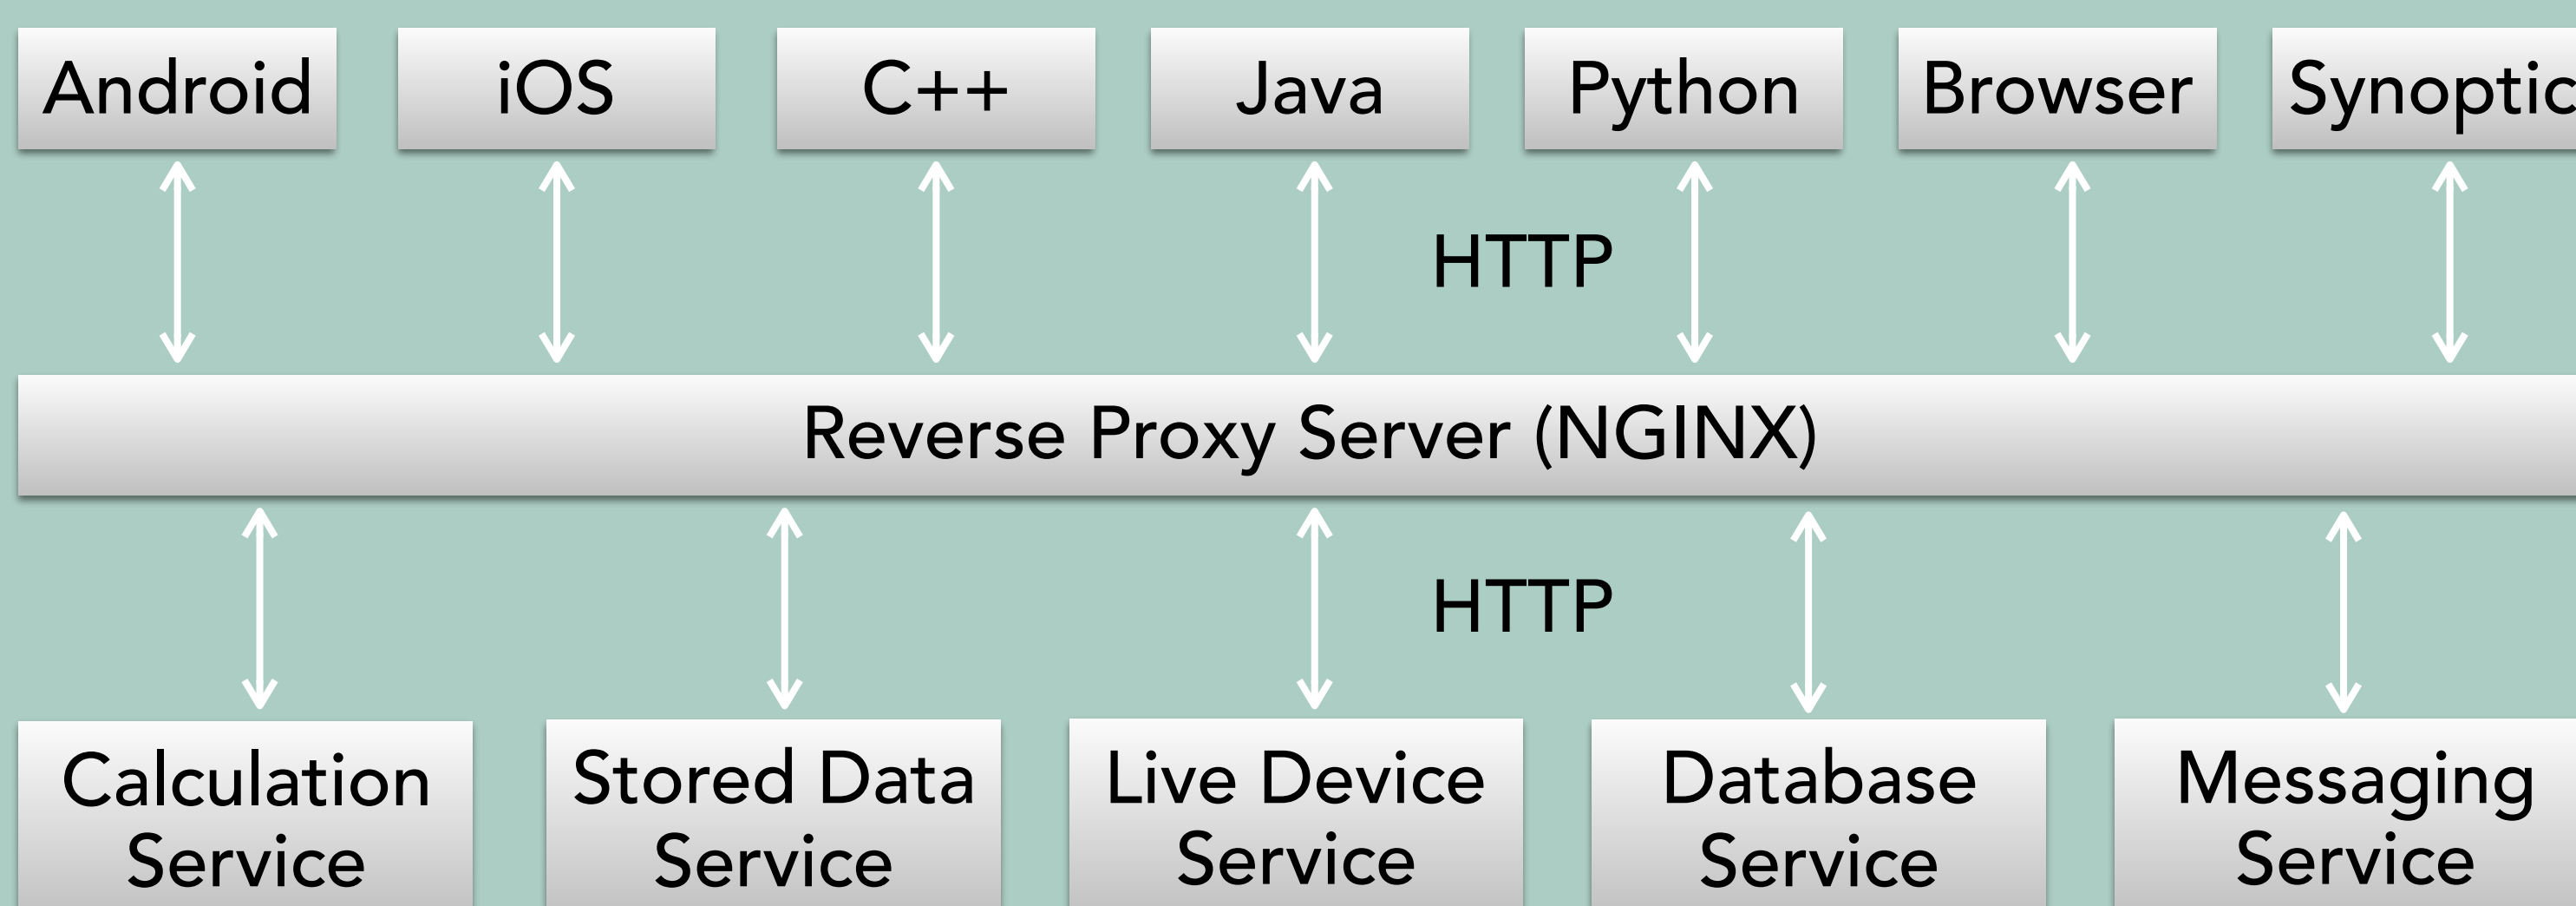 Android
iOS
C++
Java
Python
Browser
Synoptic
HTTP
Reverse Proxy Server (NGINX)
HTTP
Calculation
Service
Stored Data
Service
Live Device
Service
Database
Service
Messaging
Service